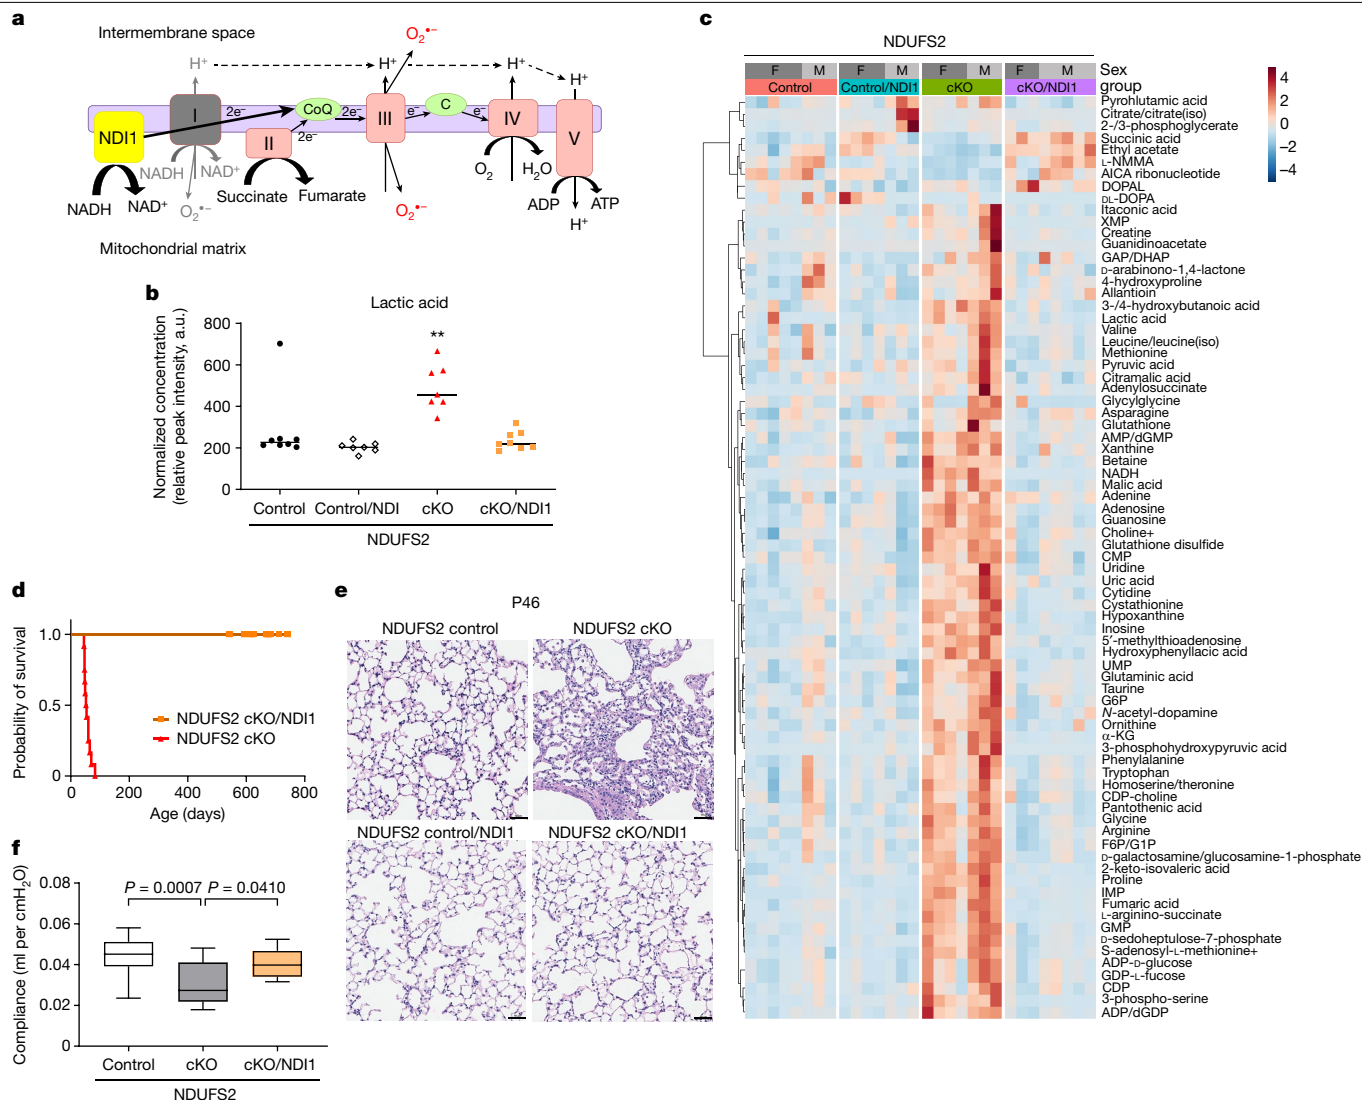 a
Intermembrane space
O2•−
H+
H+
H+
H+
NDI1
I
2e−
CoQ
2e−
III
e−
C
e−
IV
V
II
2e−
NADH
NAD+
NADH
NAD+
O2•−
Succinate
Fumarate
O2•−
O2
H2O
ADP
ATP
H+
Mitochondrial matrix
b
Lactic acid
Normalized concentration
(relative peak intensity, a.u.)
800
600
400
200
0
**
Control
Control/NDI
cKO
cKO/NDI1
NDUFS2
c
NDUFS2
F
M
F
M
F
M
F
M
Sex
Control
Control/NDI1
cKO
cKO/NDI1
group
4
2
0
−2
−4
Pyrohlutamic acid
Citrate/citrate(iso)
2-/3-phosphoglycerate
Succinic acid
Ethyl acetate
L-NMMA
AICA ribonucleotide
DOPAL
DL-DOPA
Itaconic acid
XMP
Creatine
Guanidinoacetate
GAP/DHAP
D-arabinono-1,4-lactone
4-hydroxyproline
Allantioin
3-/4-hydroxybutanoic acid
Lactic acid
Valine
Leucine/leucine(iso)
Methionine
Pyruvic acid
Citramalic acid
Adenylosuccinate
Glycylglycine
Asparagine
Glutathione
AMP/dGMP
Xanthine
Betaine
NADH
Malic acid
Adenine
Adenosine
Guanosine
Choline+
Glutathione disulfide
CMP
Uridine
Uric acid
Cytidine
Cystathionine
Hypoxanthine
Inosine
5′-methylthioadenosine
Hydroxyphenyllacic acid
UMP
Glutaminic acid
Taurine
G6P
N-acetyl-dopamine
Ornithine
α-KG
3-phosphohydroxypyruvic acid
Phenylalanine
Tryptophan
Homoserine/theronine
CDP-choline
Pantothenic acid
Glycine
Arginine
F6P/G1P
D-galactosamine/glucosamine-1-phosphate
2-keto-isovaleric acid
Proline
IMP
Fumaric acid
L-arginino-succinate
GMP
D-sedoheptulose-7-phosphate
S-adenosyl-L-methionine+
ADP-D-glucose
GDP-L-fucose
CDP
3-phospho-serine
ADP/dGDP
d
Probability of survival
1.0
0.5
0
NDUFS2 cKO/NDI1
NDUFS2 cKO
0
200
400
600
800
Age (days)
e
P46
NDUFS2 control
NDUFS2 cKO
NDUFS2 control/NDI1
NDUFS2 cKO/NDI1
f
Compliance (ml per cmH2O)
0.08
0.06
0.04
0.02
0
P = 0.0007
P = 0.0410
Control
cKO
cKO/NDI1
NDUFS2